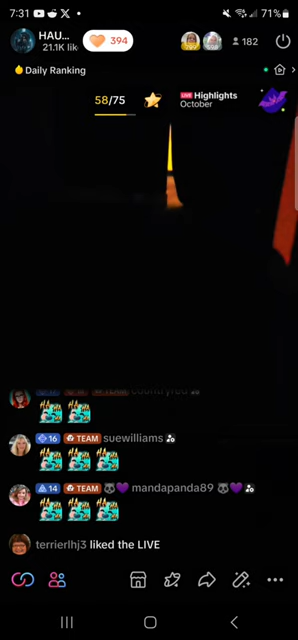 7:31 71%
HAU...
21.1K lik
394
182
Daily Ranking
58/75
LIVE Highlights
October
16 TEAM suewilliams
14 TEAM mandapanda89
terrierlhj3 liked the LIVE